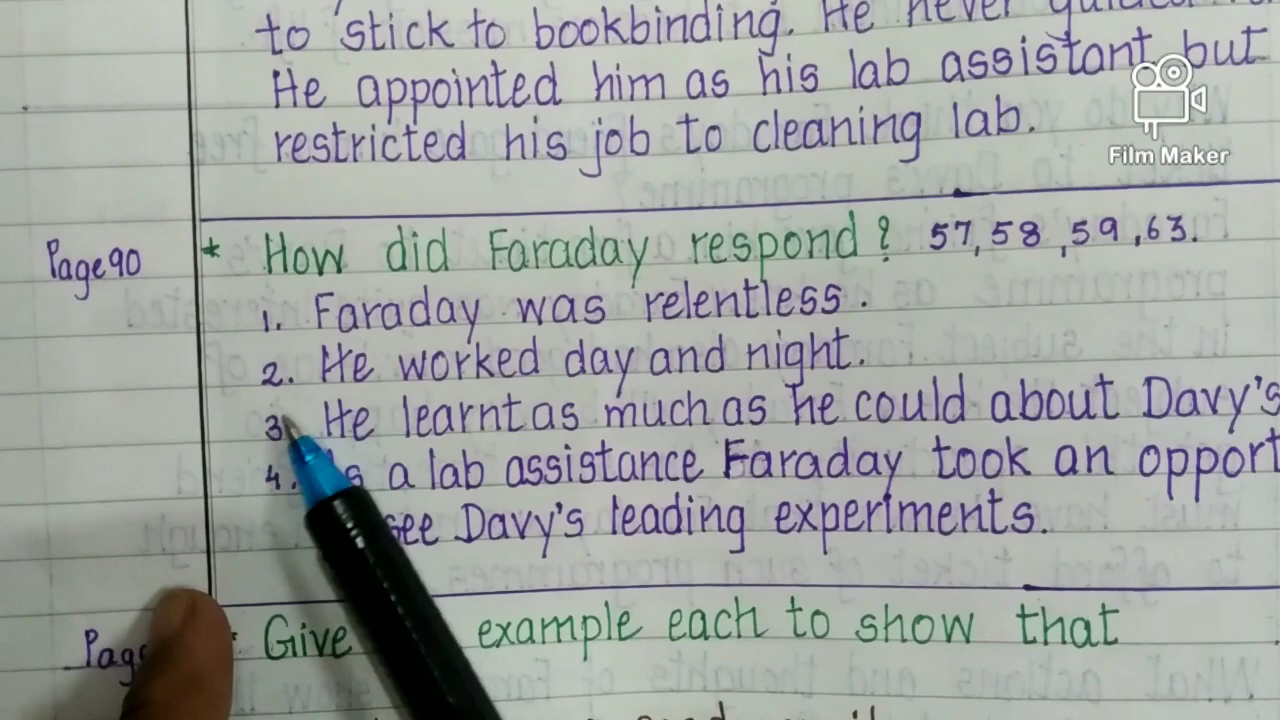 to stick to bookbinding. He never
He appointed him as his lab assistant but
restricted his job to cleaning lab.
Film Maker
Page 90 * How did Faraday respond? 57, 58, 59, 63.
1. Faraday was relentless.
2. He worked day and night.
3. He learnt as much as he could about Davy's
4. a lab assistance Faraday took an opport
see Davy's leading experiments.
Give example each to show that